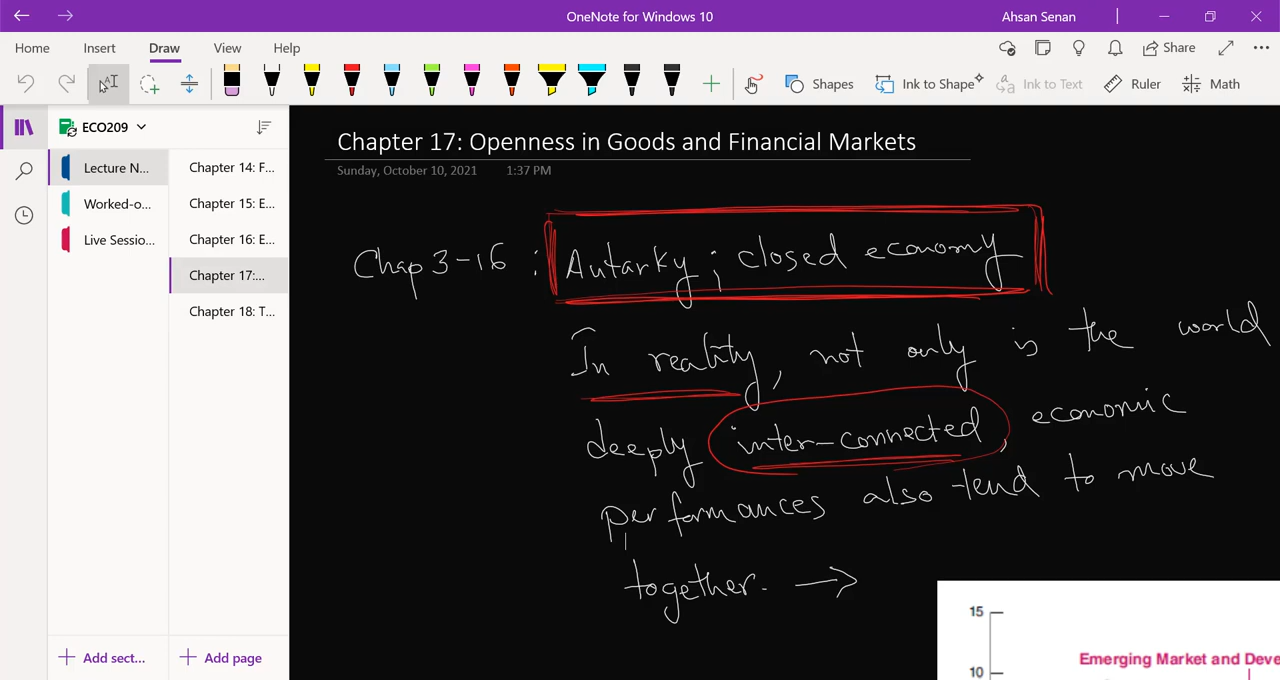 OneNote for Windows 10
Ahsan Senan
Home Insert Draw View Help
Share
Shapes
Ink to Shape
Ink to Text
Ruler
Math
ECO209
Lecture N...
Worked-o...
Live Sessio...
Chapter 14: F...
Chapter 15: E...
Chapter 16: E...
Chapter 17:...
Chapter 18: T...
Add sect...
Add page
Chapter 17: Openness in Goods and Financial Markets
Sunday, October 10, 2021 1:37 PM
Chap 3-16 : Autarky ; closed economy
In reality, not only is the world
deeply inter-connected, economic
performances also tend to move
together. →
15
Emerging Market and Deve
10